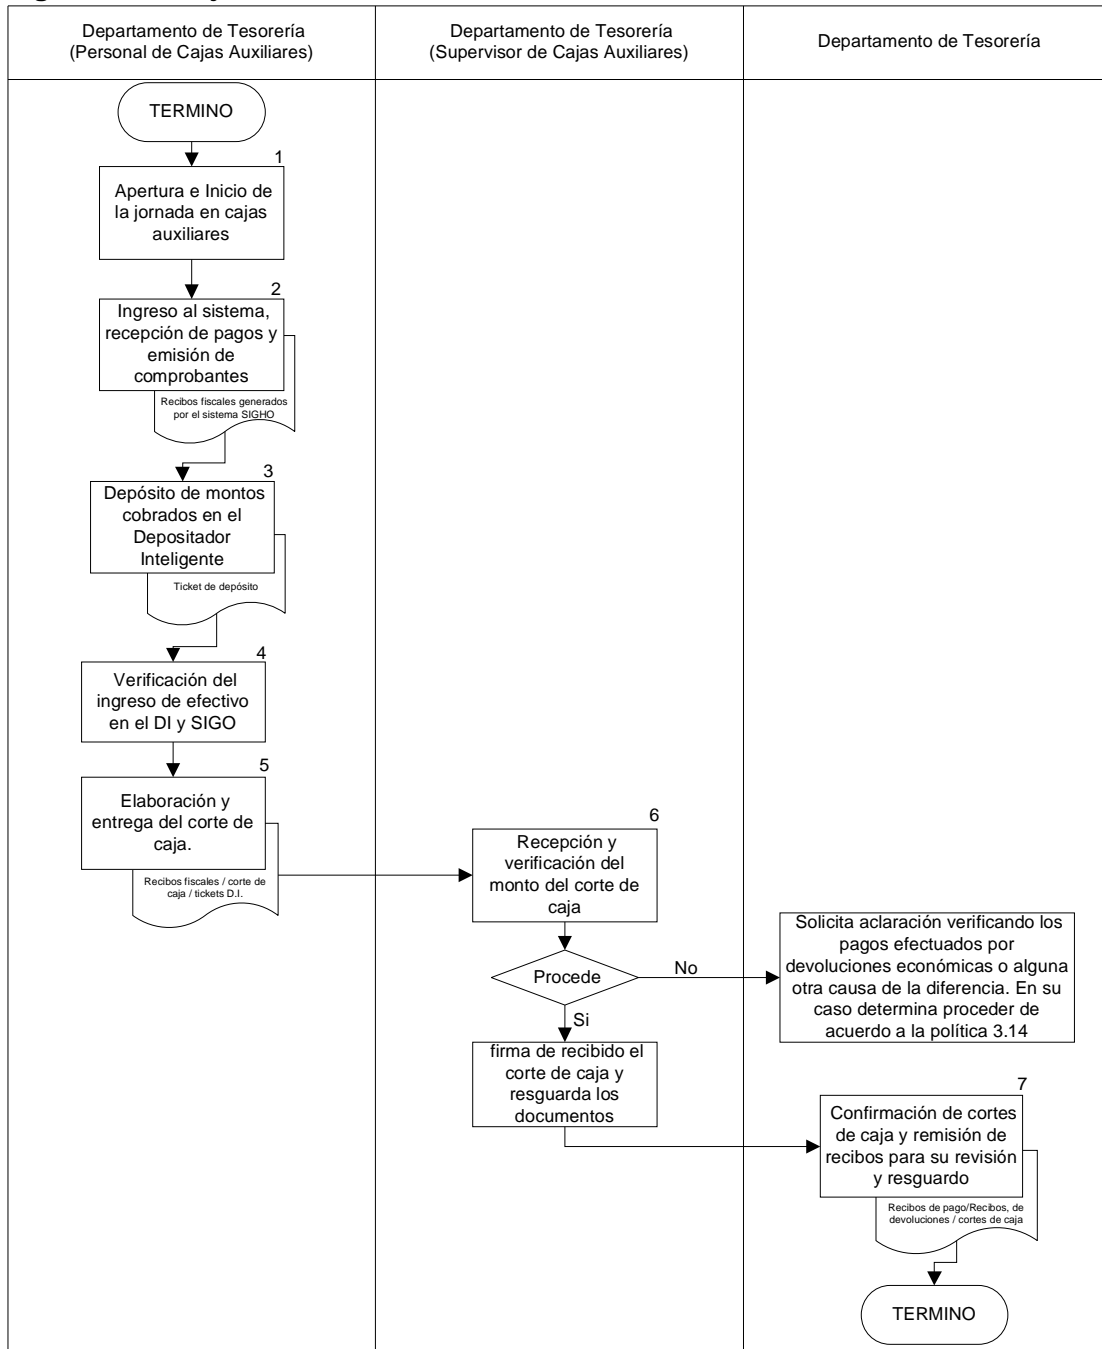 Departamento de Tesorería
(Personal de Cajas Auxiliares)
Departamento de Tesorería
(Supervisor de Cajas Auxiliares)
Departamento de Tesorería
TERMINO
1
Apertura e Inicio de
la jornada en cajas
auxiliares
2
Ingreso al sistema,
recepción de pagos y
emisión de
comprobantes
Recibos fiscales generados
por el sistema SIGHO
3
Depósito de montos
cobrados en el
Depositador
Inteligente
Ticket de depósito
4
Verificación del
ingreso de efectivo
en el DI y SIGO
5
Elaboración y
entrega del corte de
caja.
Recibos fiscales / corte de
caja / tickets D.I.
6
Recepción y
verificación del
monto del corte de
caja
Procede
No
Si
Solicita aclaración verificando los
pagos efectuados por
devoluciones económicas o alguna
otra causa de la diferencia. En su
caso determina proceder de
acuerdo a la política 3.14
firma de recibido el
corte de caja y
resguarda los
documentos
7
Confirmación de cortes
de caja y remisión de
recibos para su revisión
y resguardo
Recibos de pago/Recibos, de
devoluciones / cortes de caja
TERMINO